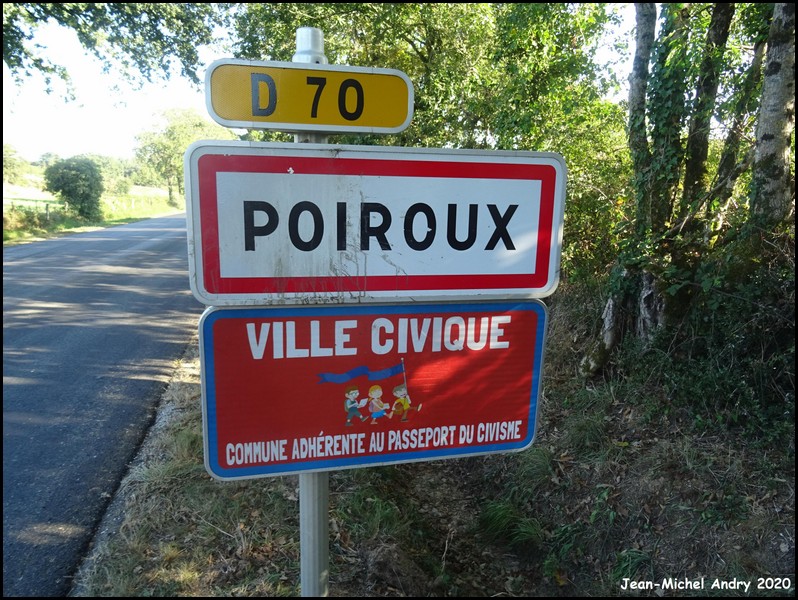 D 70
POIROUX
VILLE CIVIQUE
COMMUNE ADHÉRENTE AU PASSEPORT DU CIVISME
Jean-Michel Andry 2020